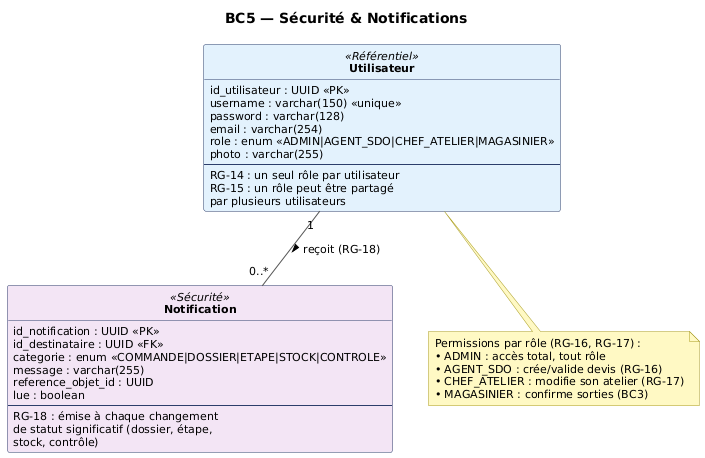 BC5 — Sécurité & Notifications
«Référentiel»
Utilisateur
id_utilisateur : UUID «PK»
username : varchar(150) «unique»
password : varchar(128)
email : varchar(254)
role : enum «ADMIN|AGENT_SDO|CHEF_ATELIER|MAGASINIER»
photo : varchar(255)
RG-14 : un seul rôle par utilisateur
RG-15 : un rôle peut être partagé
par plusieurs utilisateurs
1
reçoit (RG-18)
0..*
«Sécurité»
Notification
id_notification : UUID «PK»
id_destinataire : UUID «FK»
categorie : enum «COMMANDE|DOSSIER|ETAPE|STOCK|CONTROLE»
message : varchar(255)
reference_objet_id : UUID
lue : boolean
RG-18 : émise à chaque changement
de statut significatif (dossier, étape,
stock, contrôle)
Permissions par rôle (RG-16, RG-17) :
• ADMIN : accès total, tout rôle
• AGENT_SDO : crée/valide devis (RG-16)
• CHEF_ATELIER : modifie son atelier (RG-17)
• MAGASINIER : confirme sorties (BC3)